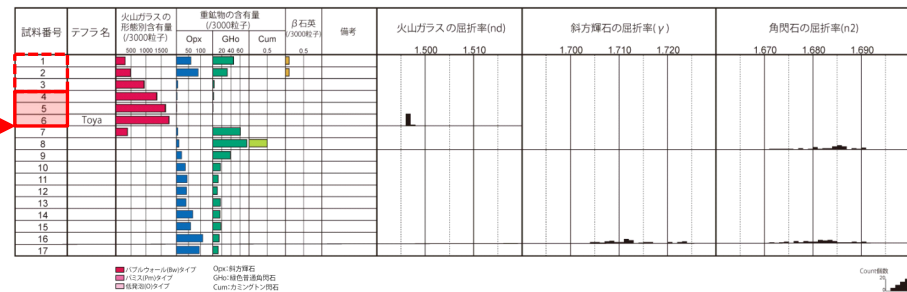 試料番号 テフラ名 火山ガラスの形態別含有量(/3000粒子) 重鉱物の含有量(/3000粒子) β石英(/3000粒子) 備考 火山ガラスの屈折率(nd) 斜方輝石の屈折率(γ) 角閃石の屈折率(n2)
Opx GHo Cum
500 1000 1500 50 100 20 40 60 0.5 0.5 1.500 1.510 1.700 1.710 1.720 1.670 1.680 1.690
1
2
3
4
5
6 Toya
7
8
9
10
11
12
13
14
15
16
17
バブルウォール(Bw)タイプ Opx:斜方輝石
パミス(Pm)タイプ GHo:緑色普通角閃石
低発泡(O)タイプ Cum:カミングトン閃石
Count個数
20
0